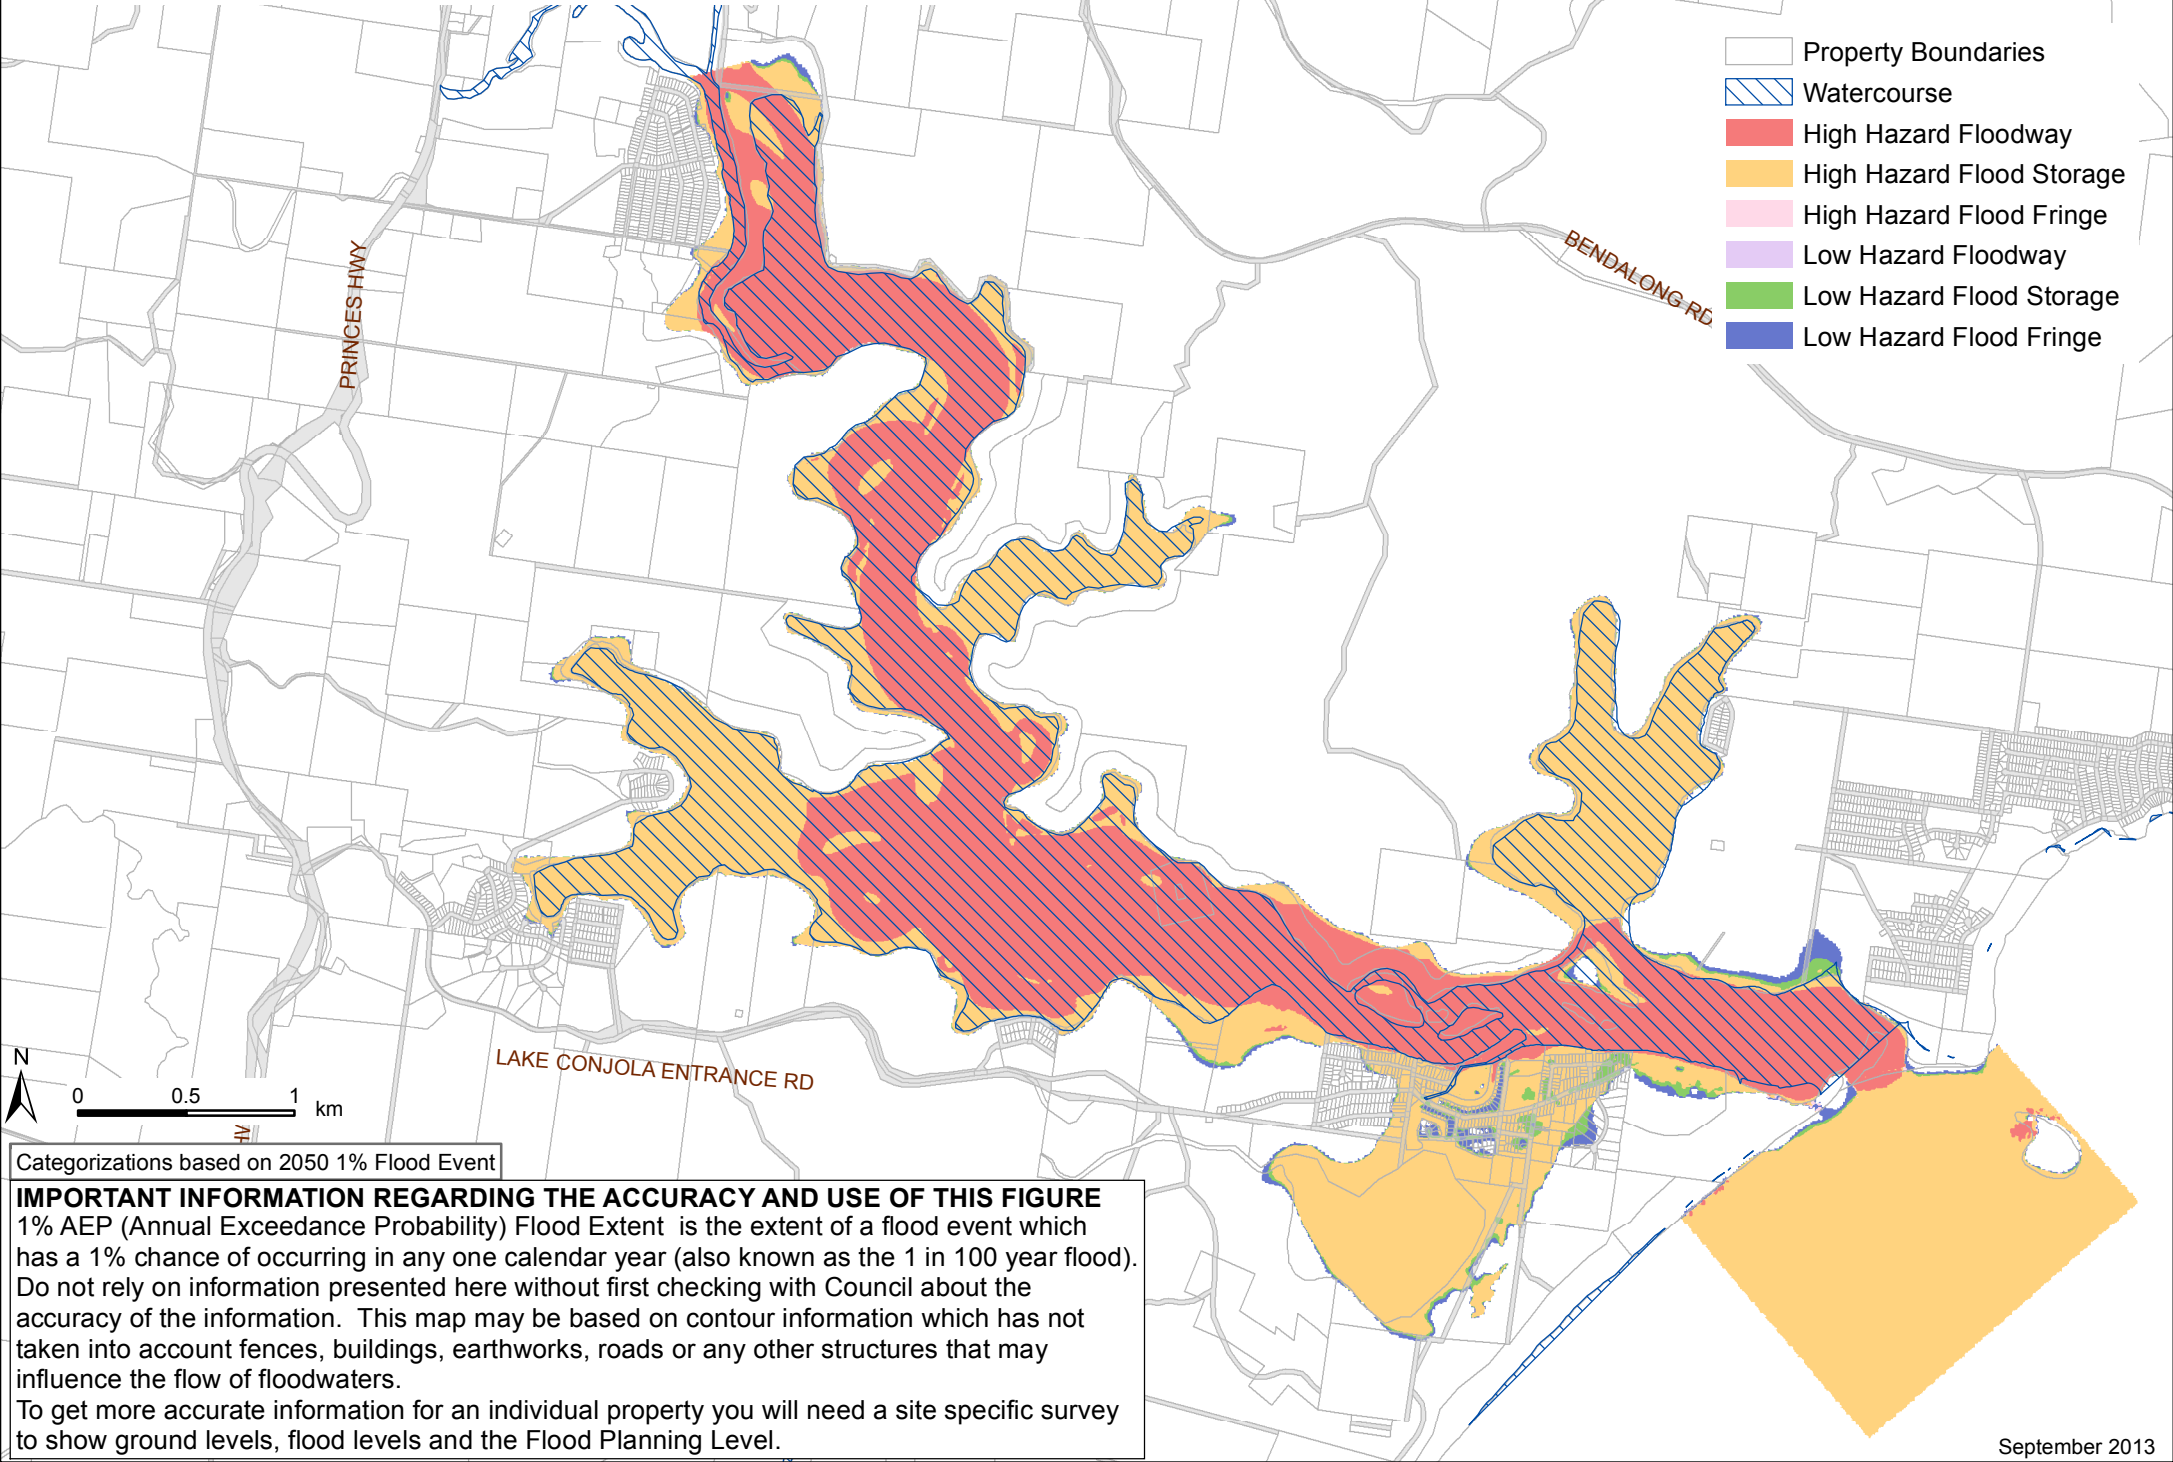 Property Boundaries
Watercourse
High Hazard Floodway
High Hazard Flood Storage
High Hazard Flood Fringe
Low Hazard Floodway
Low Hazard Flood Storage
Low Hazard Flood Fringe
BENDALONG RD
PRINCES HWY
LAKE CONJOLA ENTRANCE RD
N
0 0.5 1
km
Categorizations based on 2050 1% Flood Event
IMPORTANT INFORMATION REGARDING THE ACCURACY AND USE OF THIS FIGURE
1% AEP (Annual Exceedance Probability) Flood Extent is the extent of a flood event which
has a 1% chance of occurring in any one calendar year (also known as the 1 in 100 year flood).
Do not rely on information presented here without first checking with Council about the
accuracy of the information. This map may be based on contour information which has not
taken into account fences, buildings, earthworks, roads or any other structures that may
influence the flow of floodwaters.
To get more accurate information for an individual property you will need a site specific survey
to show ground levels, flood levels and the Flood Planning Level.
September 2013